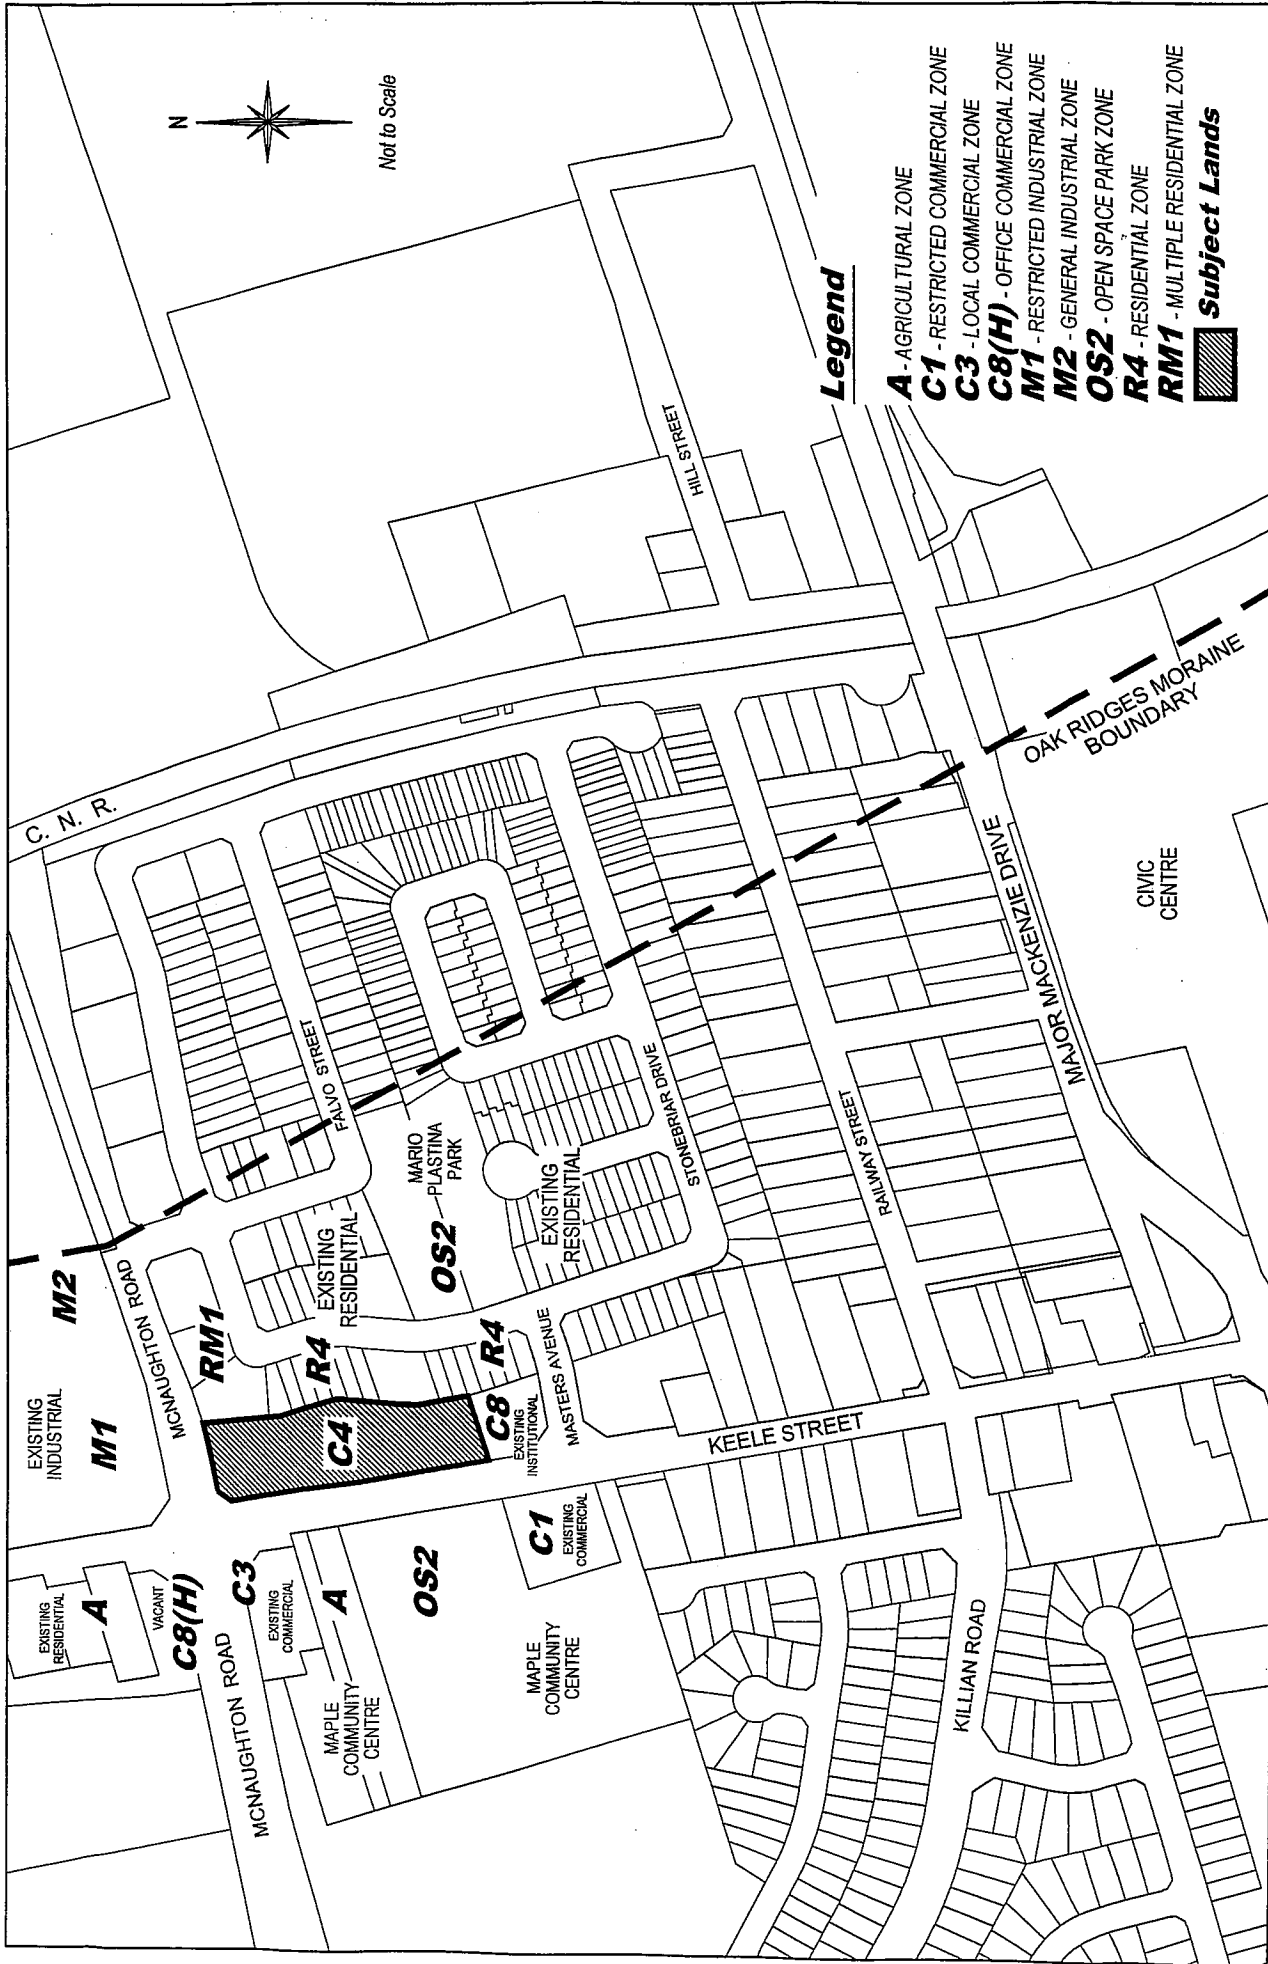 N
Not to Scale
C. N. R.
M2
EXISTING
INDUSTRIAL
M1
MCNAUGHTON ROAD
RM1
FALVO STREET
EXISTING
RESIDENTIAL
R4
MARIO
PLASTINA
PARK
OS2
EXISTING
RESIDENTIAL
R4
C4
C8
EXISTING
INSTITUTIONAL
MASTERS AVENUE
STONEBRIAR DRIVE
RAILWAY STREET
HILL STREET
KEELE STREET
MAJOR MACKENZIE DRIVE
OAK RIDGES MORAINE
BOUNDARY
CIVIC
CENTRE
EXISTING
RESIDENTIAL
A
VACANT
C8(H)
MCNAUGHTON ROAD
C3
EXISTING
COMMERCIAL
A
MAPLE
COMMUNITY
CENTRE
OS2
MAPLE
COMMUNITY
CENTRE
C1
EXISTING
COMMERCIAL
KILLIAN ROAD
Legend
A - AGRICULTURAL ZONE
C1 - RESTRICTED COMMERCIAL ZONE
C3 - LOCAL COMMERCIAL ZONE
C8(H) - OFFICE COMMERCIAL ZONE
M1 - RESTRICTED INDUSTRIAL ZONE
M2 - GENERAL INDUSTRIAL ZONE
OS2 - OPEN SPACE PARK ZONE
R4 - RESIDENTIAL ZONE
RM1 - MULTIPLE RESIDENTIAL ZONE
Subject Lands